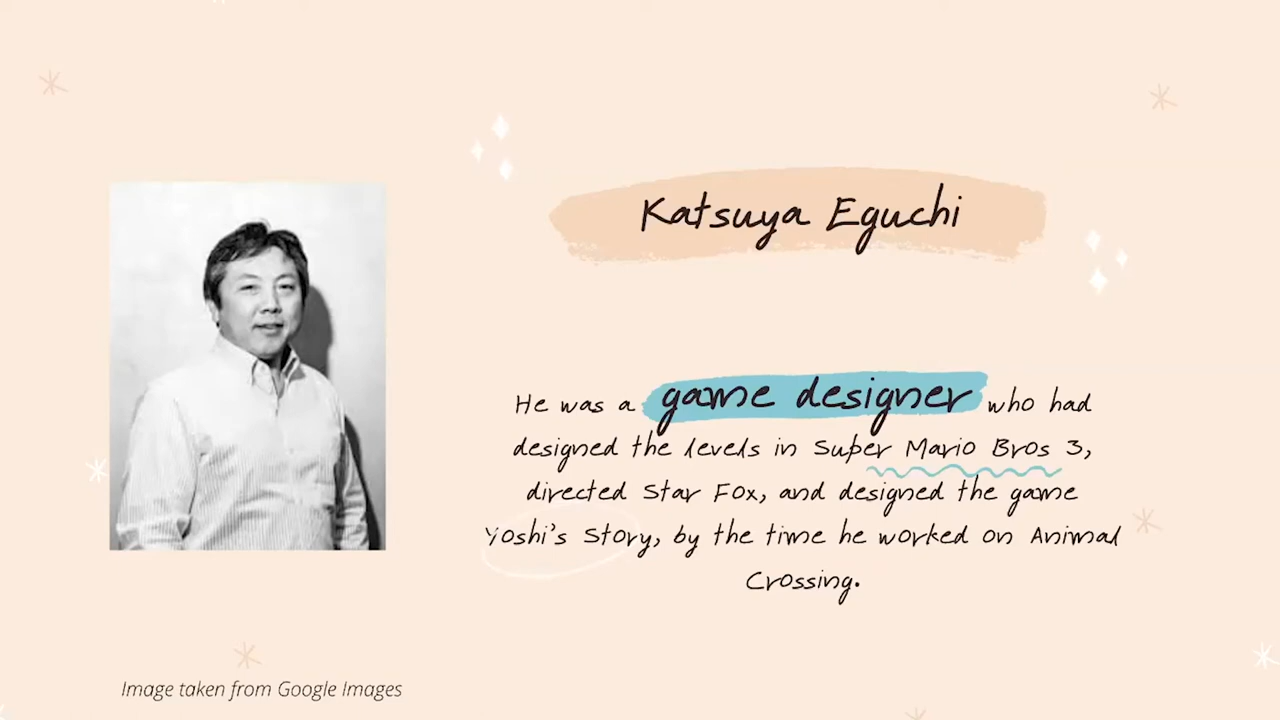 Katsuya Eguchi
He was a game designer who had
designed the levels in Super Mario Bros 3,
directed Star Fox, and designed the game
Yoshi's Story, by the time he worked on Animal
Crossing.
Image taken from Google Images